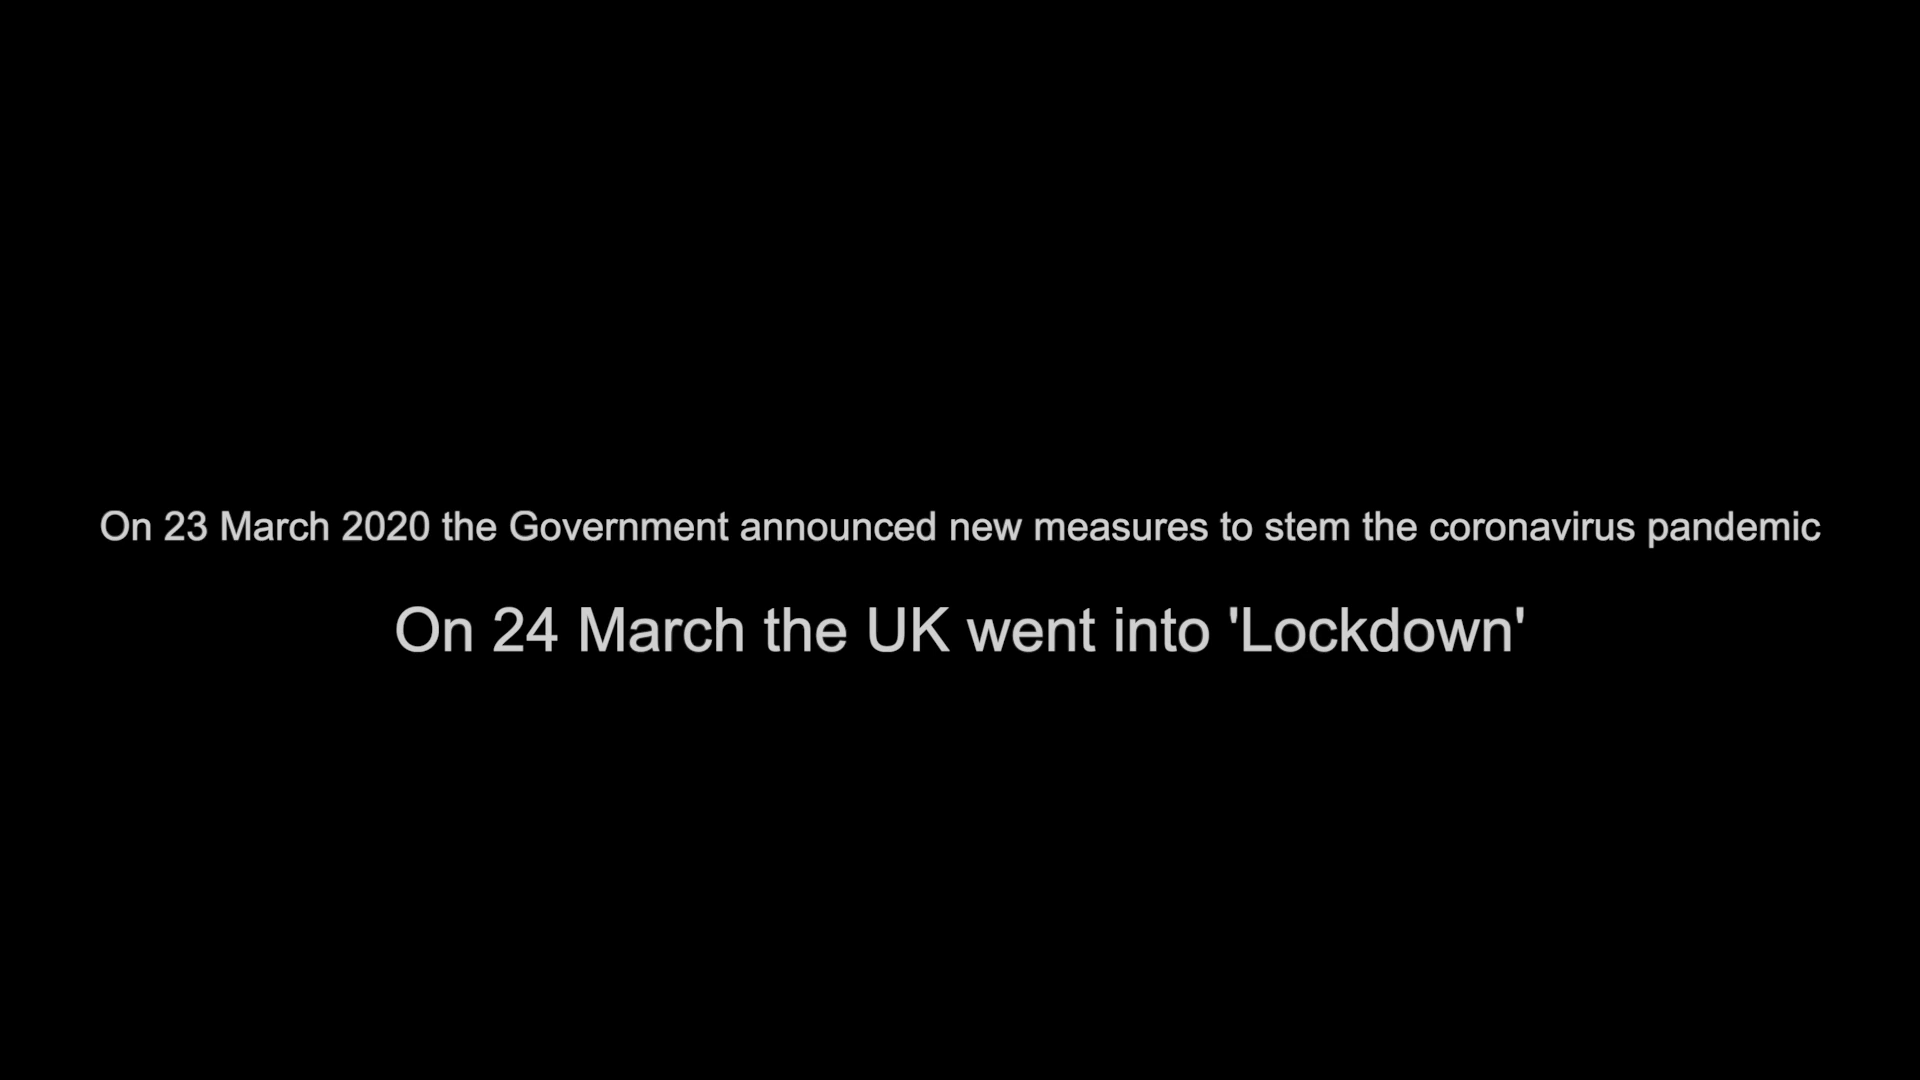 On 23 March 2020 the Government announced new measures to stem the coronavirus pandemic
On 24 March the UK went into 'Lockdown'